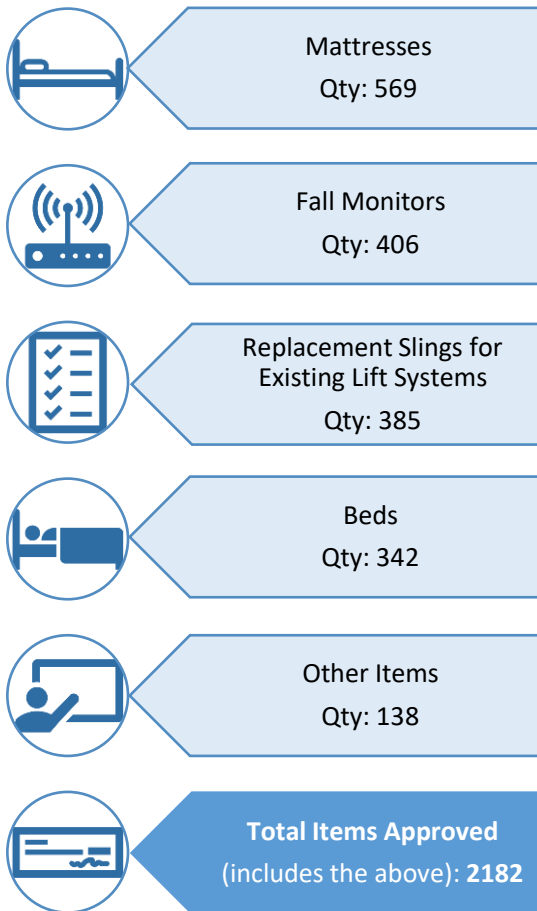 Mattresses
Qty: 569
Fall Monitors
Qty: 406
Replacement Slings for
Existing Lift Systems
Qty: 385
Beds
Qty: 342
Other Items
Qty: 138
Total Items Approved
(includes the above): 2182